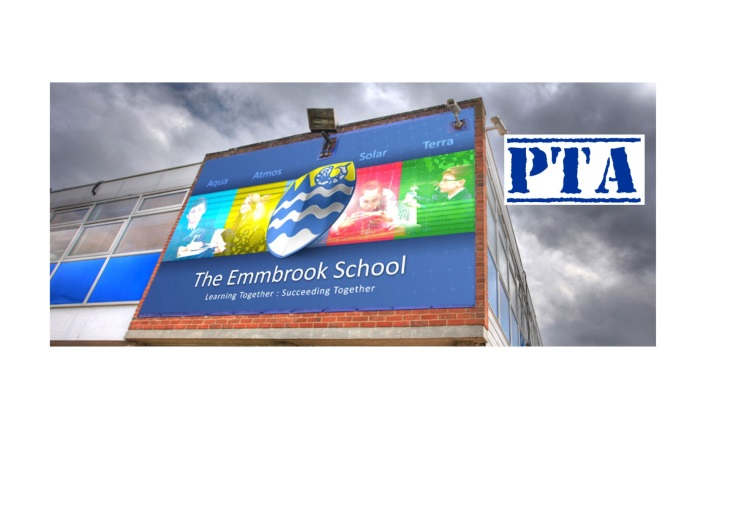 Aqua Atmos Solar Terra
The Emmbrook School
Learning Together : Succeeding Together
PTA